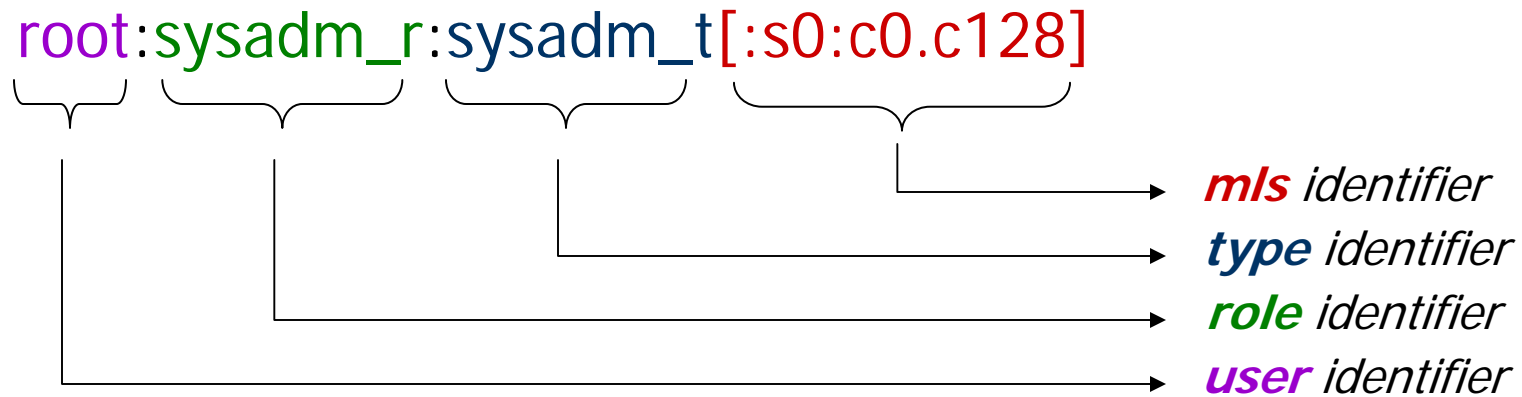 root:sysadm_r:sysadm_t[:s0:c0.c128]
mls identifier
type identifier
role identifier
user identifier